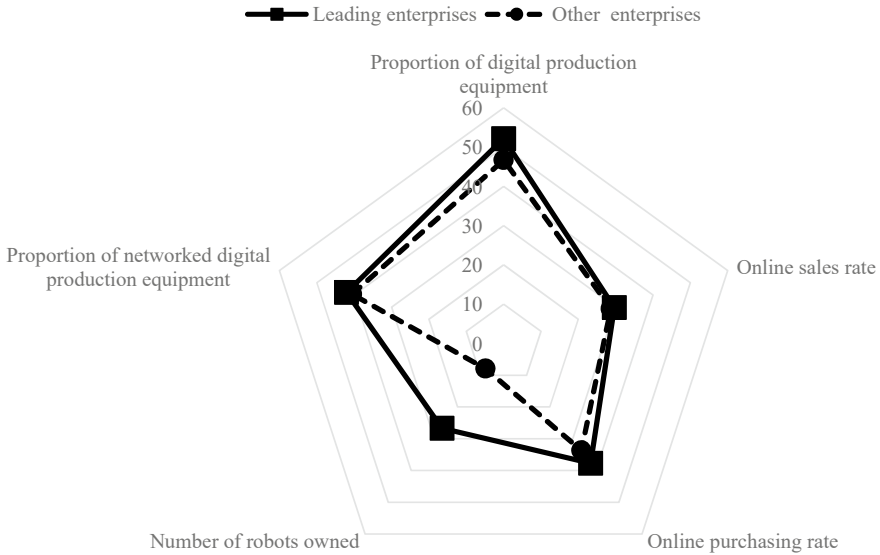 Leading enterprises Other enterprises
Proportion of digital production
equipment
60
50
40
30
20
10
0
Proportion of networked digital
production equipment
Online sales rate
Number of robots owned
Online purchasing rate